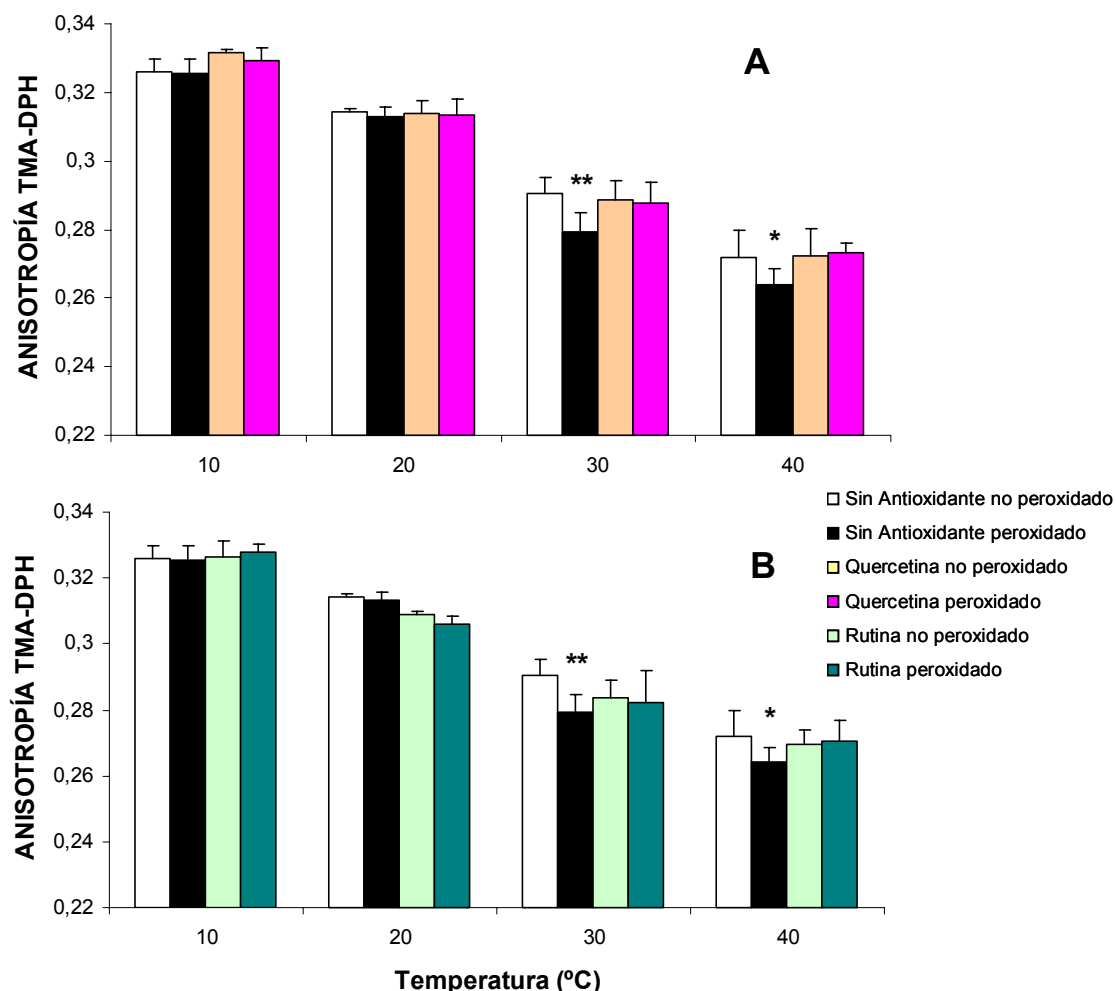 ANISOTROPÍA TMA-DPH
0,34
0,32
0,3
0,28
0,26
0,24
0,22
A
**
*
10 20 30 40
ANISOTROPÍA TMA-DPH
0,34
0,32
0,3
0,28
0,26
0,24
0,22
B
**
*
10 20 30 40
Temperatura (ºC)
Sin Antioxidante no peroxidado
Sin Antioxidante peroxidado
Quercetina no peroxidado
Quercetina peroxidado
Rutina no peroxidado
Rutina peroxidado